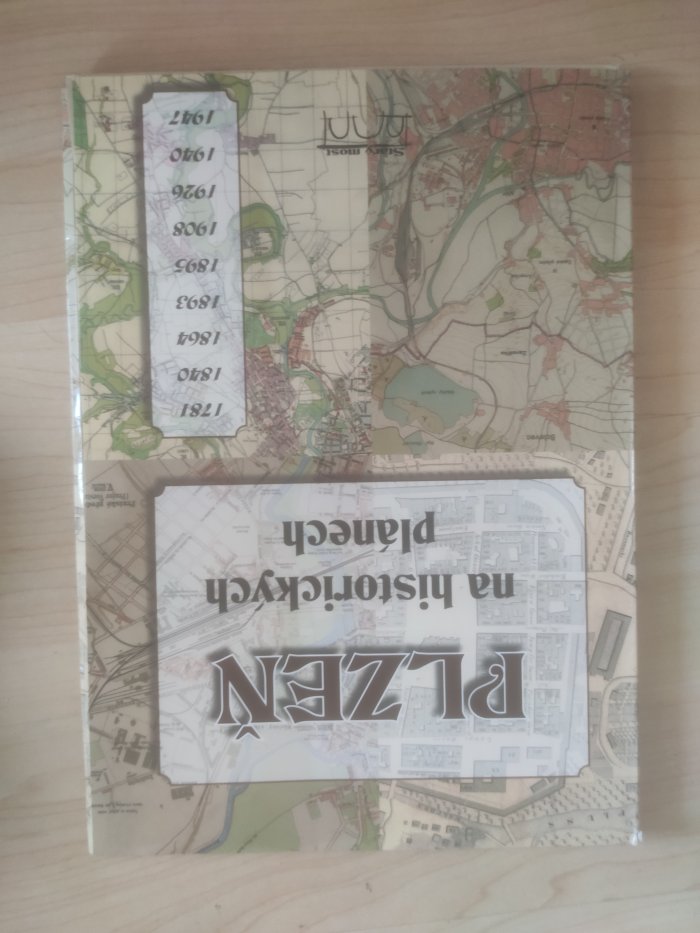 PLZEŇ
na historických
plánech
1781
1840
1864
1893
1895
1908
1926
1940
1947
Starý most